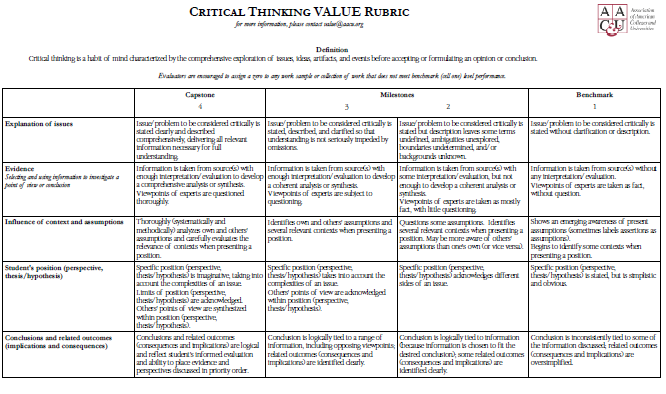 CRITICAL THINKING VALUE RUBRIC
for more information, please contact value@aacu.org
Association
of American
Colleges and
Universities
Definition
Critical thinking is a habit of mind characterized by the comprehensive exploration of issues, ideas, artifacts, and events before accepting or formulating an opinion or conclusion.
Evaluators are encouraged to assign a zero to any work sample or collection of work that does not meet benchmark (cell one) level performance.
Capstone
4
Milestones
3
2
Benchmark
1
Explanation of issues
Issue/problem to be considered critically is
stated clearly and described
comprehensively, delivering all relevant
information necessary for full
understanding.
Issue/problem to be considered critically is
stated, described, and clarified so that
understanding is not seriously impeded by
omissions.
Issue/problem to be considered critically is
stated but description leaves some terms
undefined, ambiguities unexplored,
boundaries undetermined, and/or
backgrounds unknown.
Issue/problem to be considered critically is
stated without clarification or description.
Evidence
Selecting and using information to investigate a
point of view or conclusion
Information is taken from source(s) with
enough interpretation/evaluation to develop
a comprehensive analysis or synthesis.
Viewpoints of experts are questioned
thoroughly.
Information is taken from source(s) with
enough interpretation/evaluation to develop
a coherent analysis or synthesis.
Viewpoints of experts are subject to
questioning.
Information is taken from source(s) with
some interpretation/evaluation, but not
enough to develop a coherent analysis or
synthesis.
Viewpoints of experts are taken as mostly
fact, with little questioning.
Information is taken from source(s) without
any interpretation/evaluation.
Viewpoints of experts are taken as fact,
without question.
Influence of context and assumptions
Thoroughly (systematically and
methodically) analyzes own and others'
assumptions and carefully evaluates the
relevance of contexts when presenting a
position.
Identifies own and others' assumptions and
several relevant contexts when presenting a
position.
Questions some assumptions. Identifies
several relevant contexts when presenting a
position. May be more aware of others'
assumptions than one's own (or vice versa).
Shows an emerging awareness of present
assumptions (sometimes labels assertions as
assumptions).
Begins to identify some contexts when
presenting a position.
Student's position (perspective,
thesis/hypothesis)
Specific position (perspective,
thesis/hypothesis) is imaginative, taking into
account the complexities of an issue.
Limits of position (perspective,
thesis/hypothesis) are acknowledged.
Others' points of view are synthesized
within position (perspective,
thesis/hypothesis).
Specific position (perspective,
thesis/hypothesis) takes into account the
complexities of an issue.
Others' points of view are acknowledged
within position (perspective,
thesis/hypothesis).
Specific position (perspective,
thesis/hypothesis) acknowledges different
sides of an issue.
Specific position (perspective,
thesis/hypothesis) is stated, but is simplistic
and obvious.
Conclusions and related outcomes
(implications and consequences)
Conclusions and related outcomes
(consequences and implications) are logical
and reflect student's informed evaluation
and ability to place evidence and
perspectives discussed in priority order.
Conclusion is logically tied to a range of
information, including opposing viewpoints;
related outcomes (consequences and
implications) are identified clearly.
Conclusion is logically tied to information
(because information is chosen to fit the
desired conclusion); some related outcomes
(consequences and implications) are
identified clearly.
Conclusion is inconsistently tied to some of
the information discussed; related outcomes
(consequences and implications) are
oversimplified.